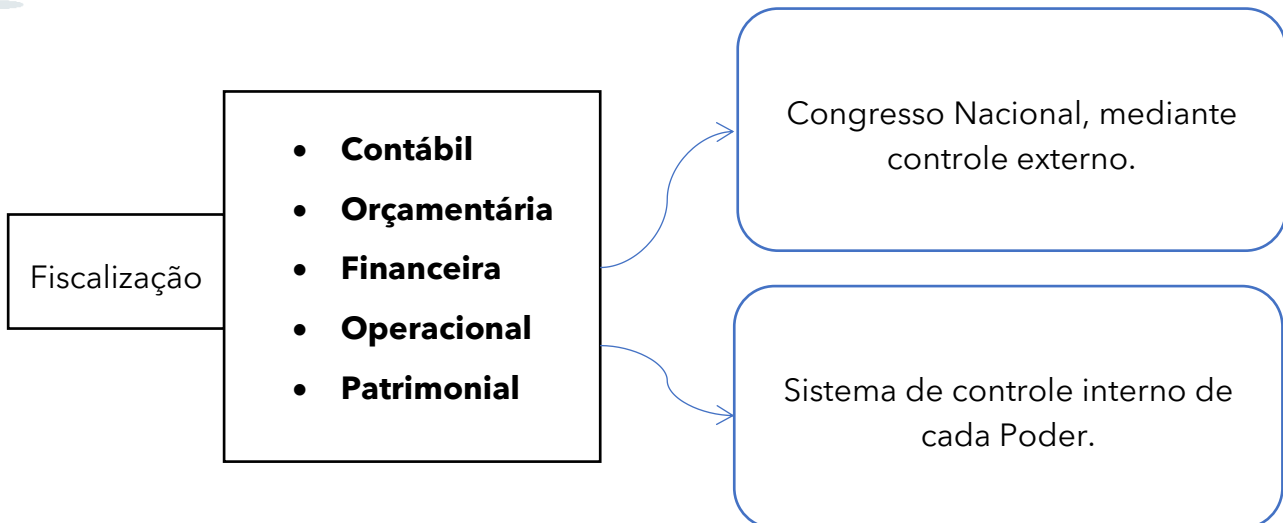 Fiscalização
• Contábil
• Orçamentária
• Financeira
• Operacional
• Patrimonial
Congresso Nacional, mediante
controle externo.
Sistema de controle interno de
cada Poder.